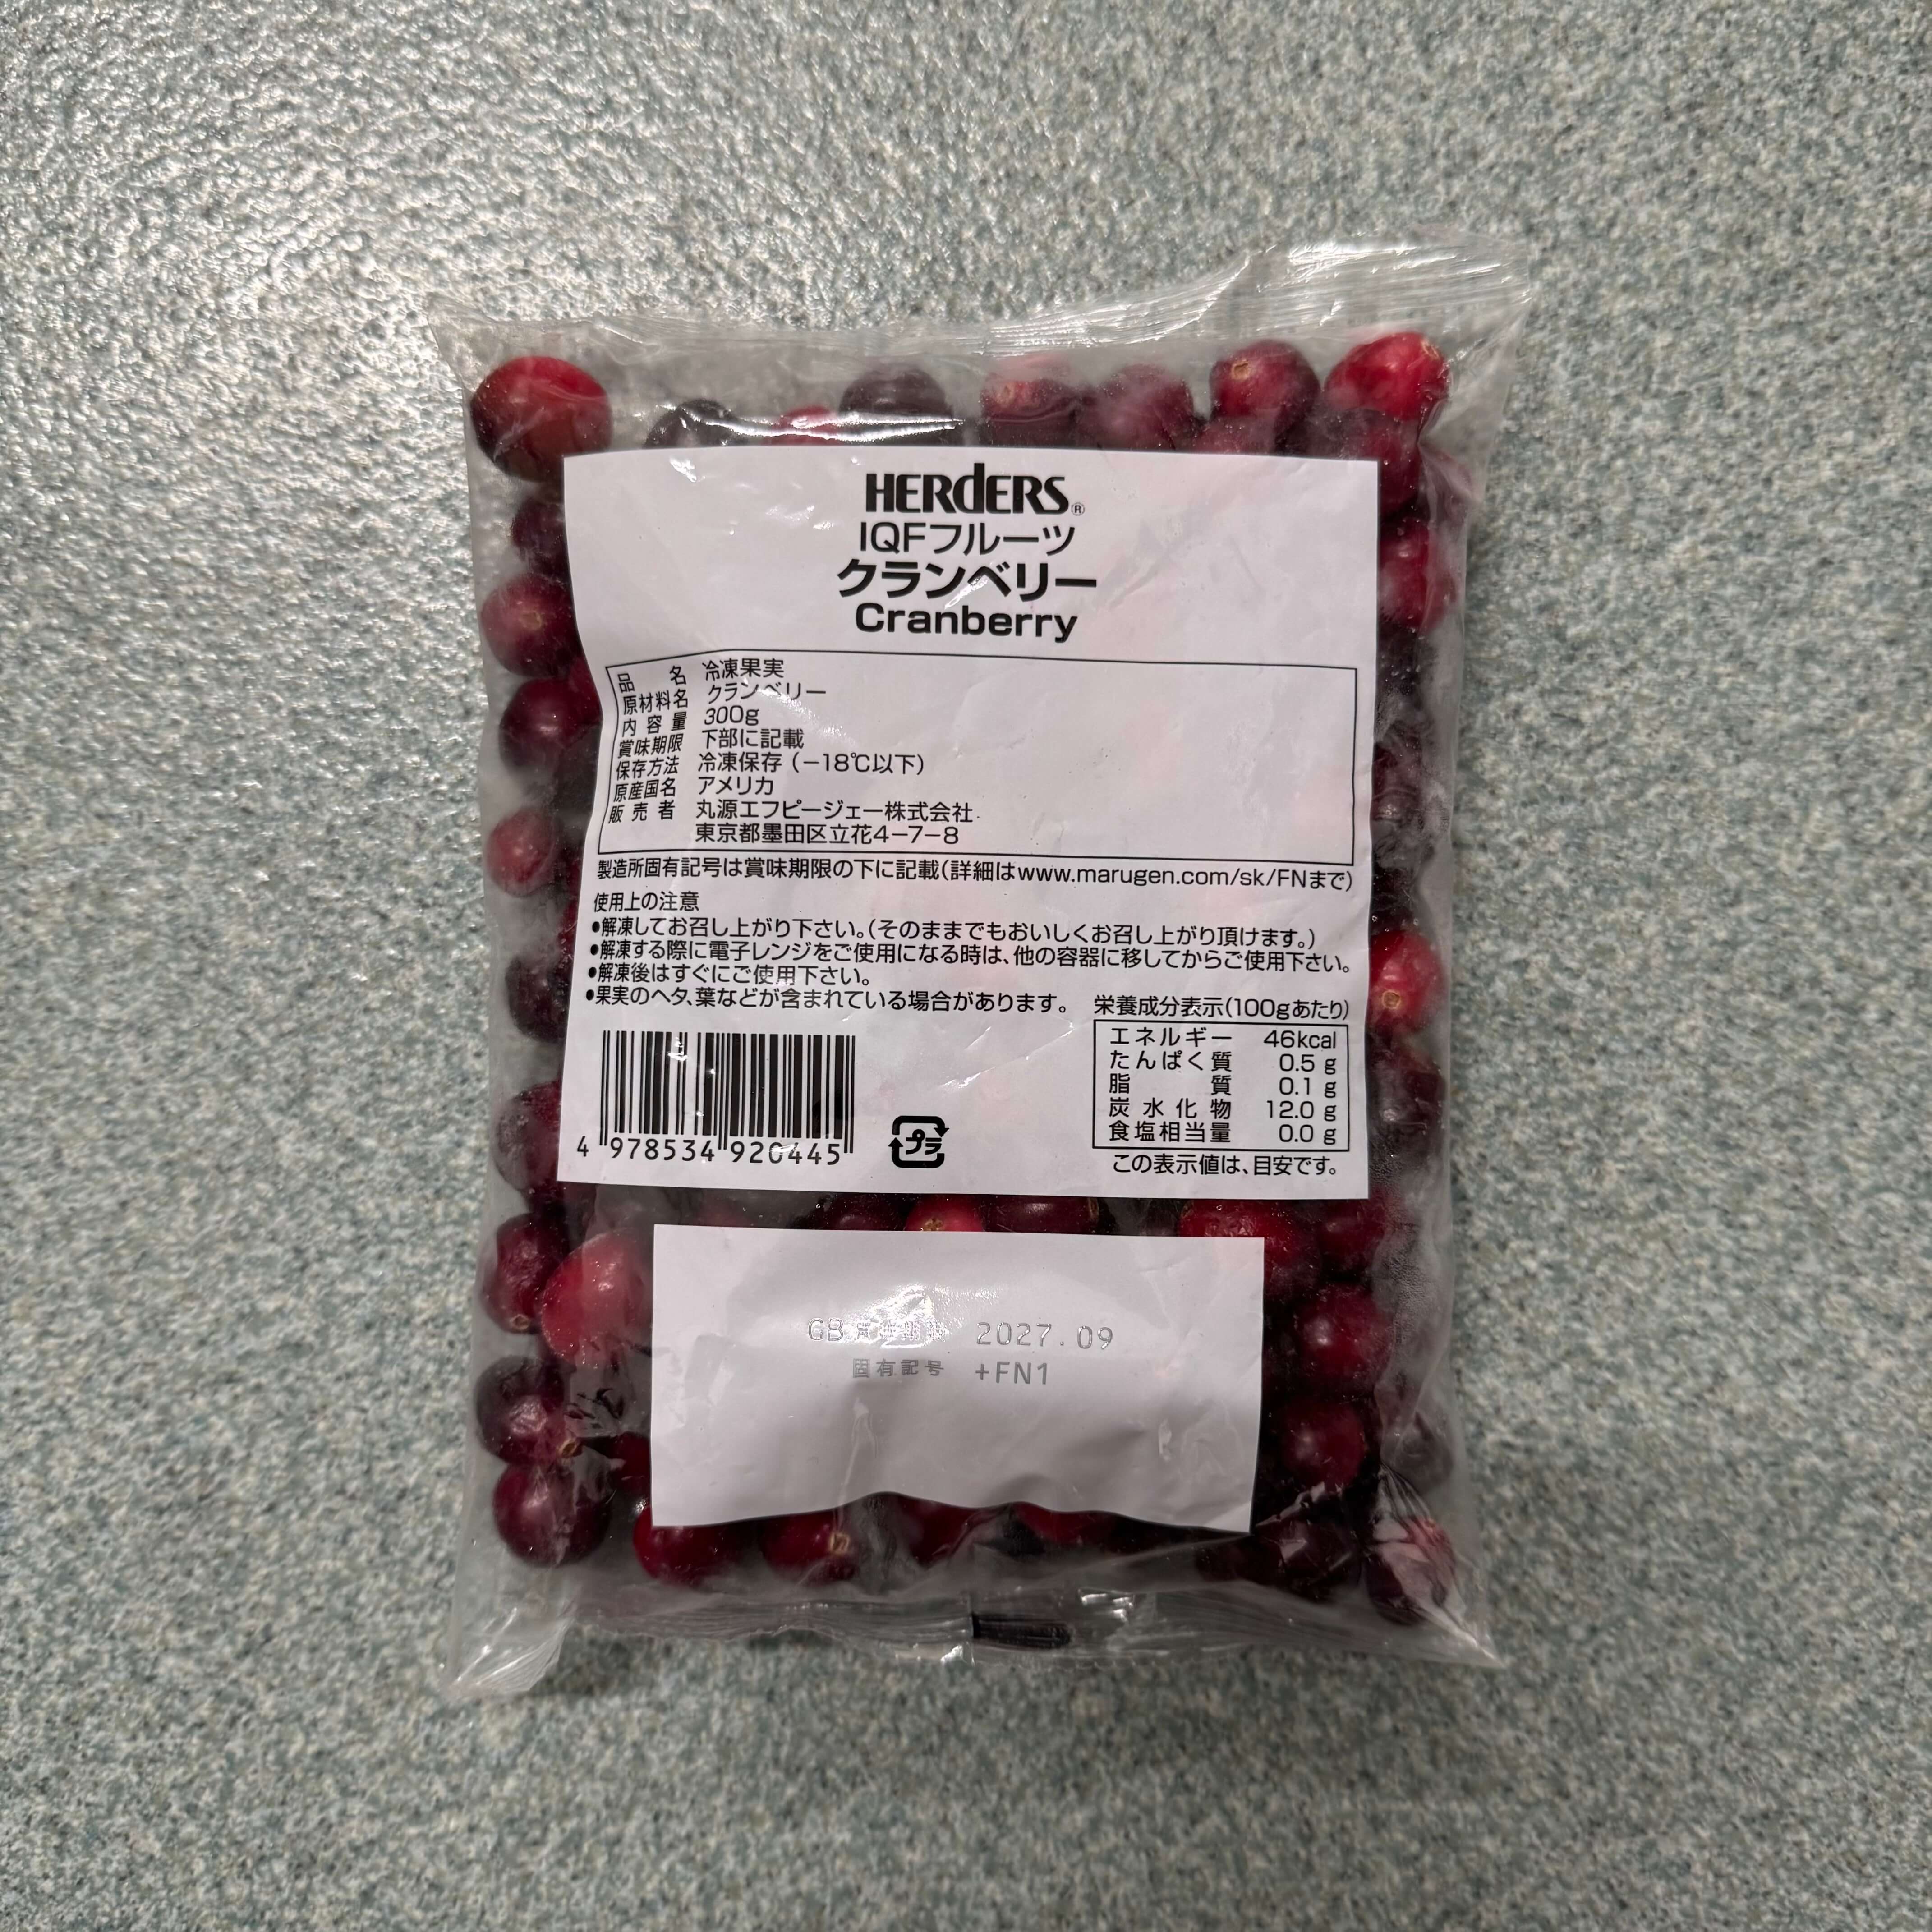 HERDERS®
IQFフルーツ
クランベリー
Cranberry
品名 冷凍果実
原材料名 クランベリー
内容量 300g
賞味期限 下部に記載
保存方法 冷凍保存(-18℃以下)
原産国名 アメリカ
販売者 丸源エフピージェー株式会社
東京都墨田区立花4-7-8
製造所固有記号は賞味期限の下に記載(詳細はwww.marugen.com/sk/FNまで)
使用上の注意
●解凍してお召し上がり下さい。(そのままでもおいしくお召し上がり頂けます。)
●解凍する際に電子レンジをご使用になる時は、他の容器に移してからご使用下さい。
●解凍後はすぐにご使用下さい。
●果実のヘタ、葉などが含まれている場合があります。
栄養成分表示(100gあたり)
エネルギー 46kcal
たんぱく質 0.5g
脂質 0.1g
炭水化物 12.0g
食塩相当量 0.0g
この表示値は、目安です。
4 978534 920445
プラ
GB 賞味期限 2027.09
固有記号 +FN1